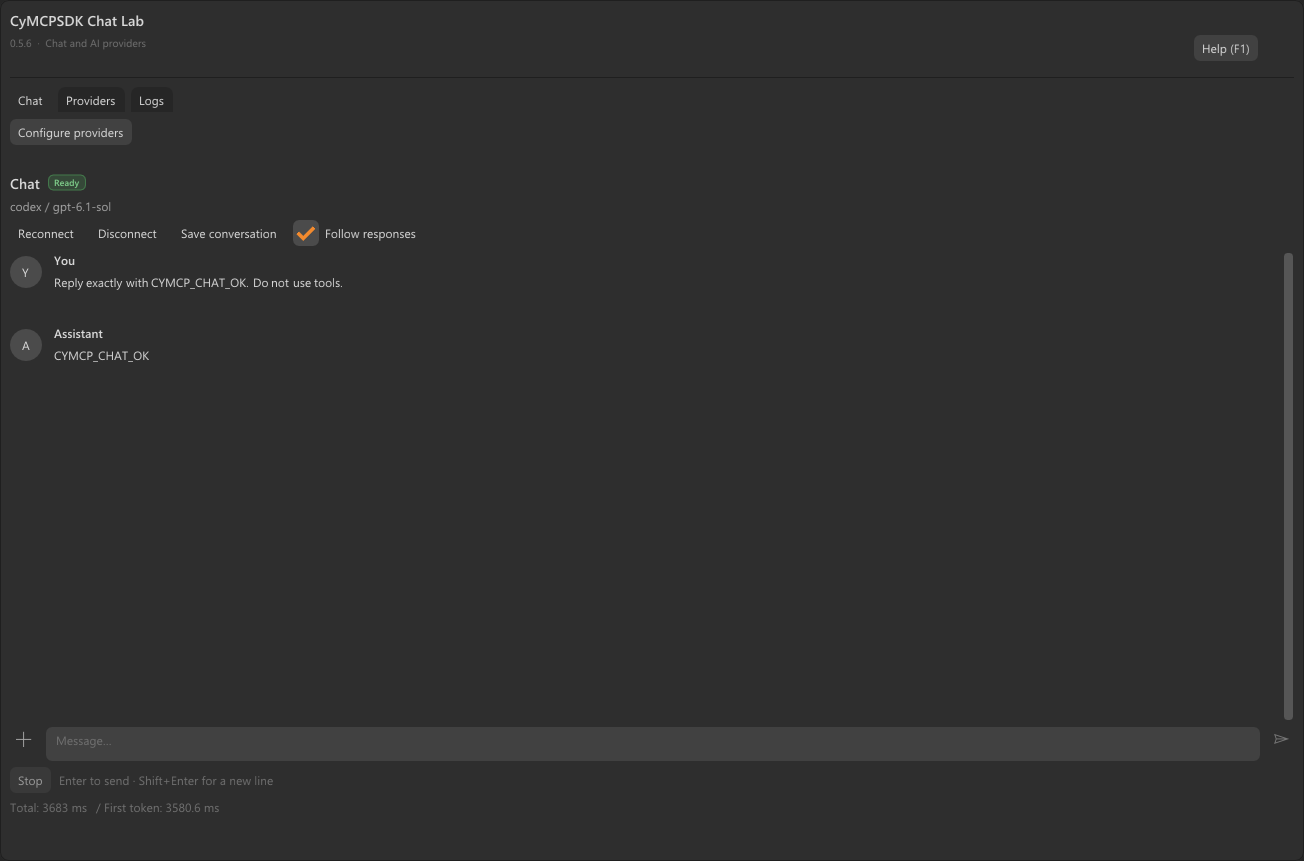 CyMCPSDK Chat Lab
0.5.6 · Chat and AI providers
Help (F1)
Chat Providers Logs
Configure providers
Chat Ready
codex / gpt-6.1-sol
Reconnect Disconnect Save conversation Follow responses
Y You
Reply exactly with CYMCP_CHAT_OK. Do not use tools.
A Assistant
CYMCP_CHAT_OK
Message...
Stop Enter to send · Shift+Enter for a new line
Total: 3683 ms / First token: 3580.6 ms